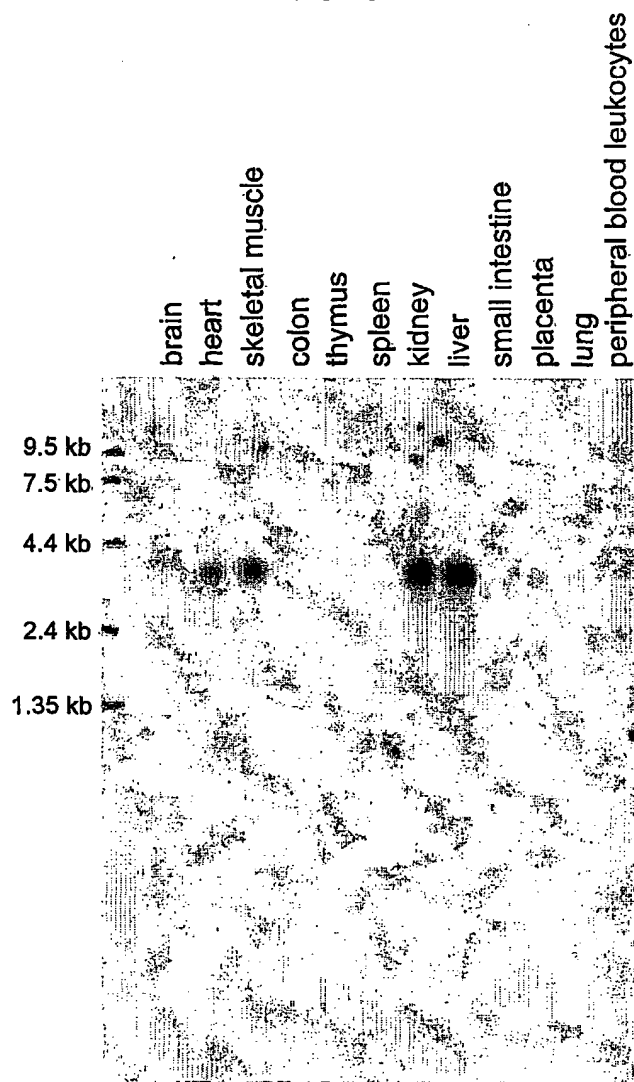 brain
heart
skeletal muscle
colon
thymus
spleen
kidney
liver
small intestine
placenta
lung
peripheral blood leukocytes
9.5 kb
7.5 kb
4.4 kb
2.4 kb
1.35 kb